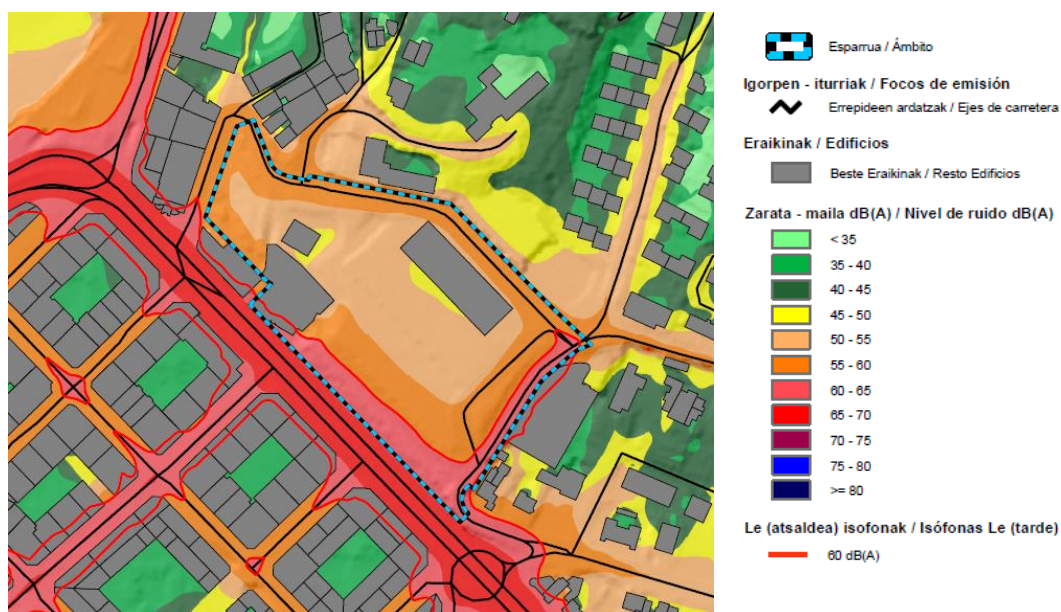 Esparrua / Ámbito
Igorpen - iturriak / Focos de emisión
Errepideen ardatzak / Ejes de carretera
Eraikinak / Edificios
Beste Eraikinak / Resto Edificios
Zarata - maila dB(A) / Nivel de ruido dB(A)
< 35
35 - 40
40 - 45
45 - 50
50 - 55
55 - 60
60 - 65
65 - 70
70 - 75
75 - 80
>= 80
Le (atsaldea) isofonak / Isófonas Le (tarde)
60 dB(A)